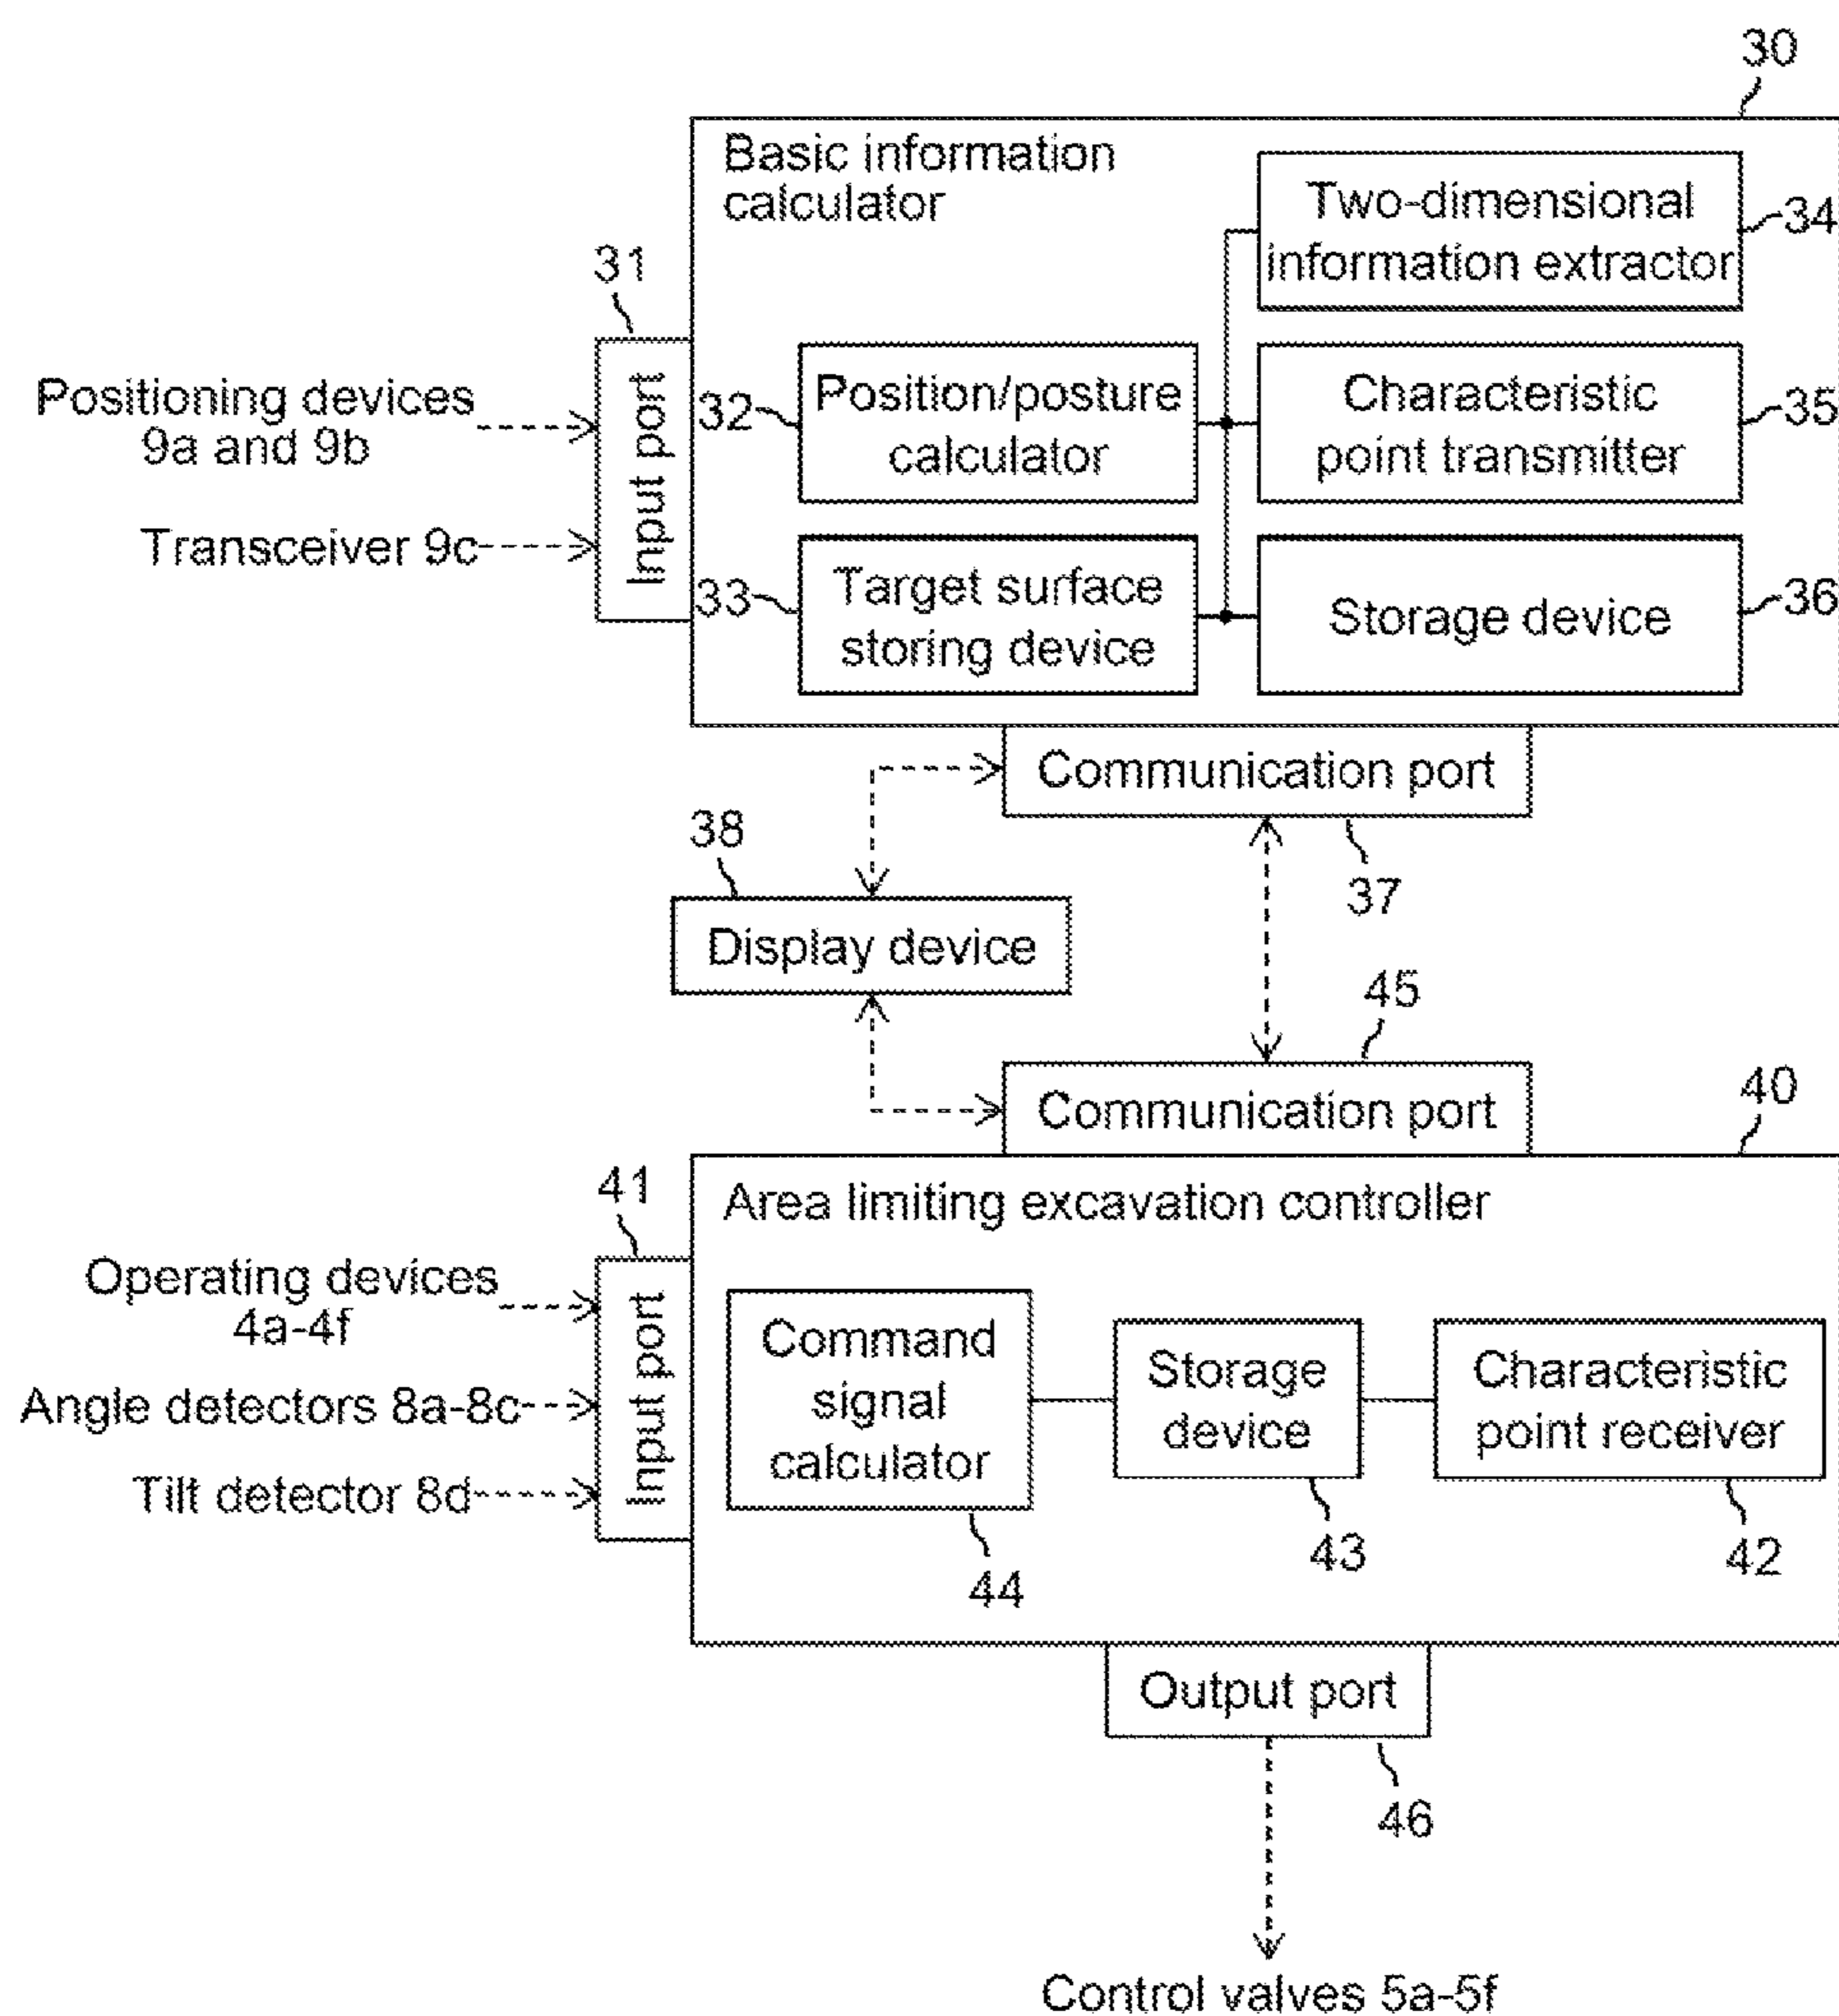 30
Basic information
calculator
Two-dimensional
information extractor
34
31
Input port
Positioning devices
9a and 9b
Transceiver 9c
32
Position/posture
calculator
Characteristic
point transmitter
35
33
Target surface
storing device
Storage device
36
Communication port
37
38
Display device
45
Communication port
40
41
Input port
Area limiting excavation controller
Operating devices
4a-4f
Angle detectors 8a-8c
Tilt detector 8d
Command
signal
calculator
44
Storage
device
43
Characteristic
point receiver
42
Output port
46
Control valves 5a-5f